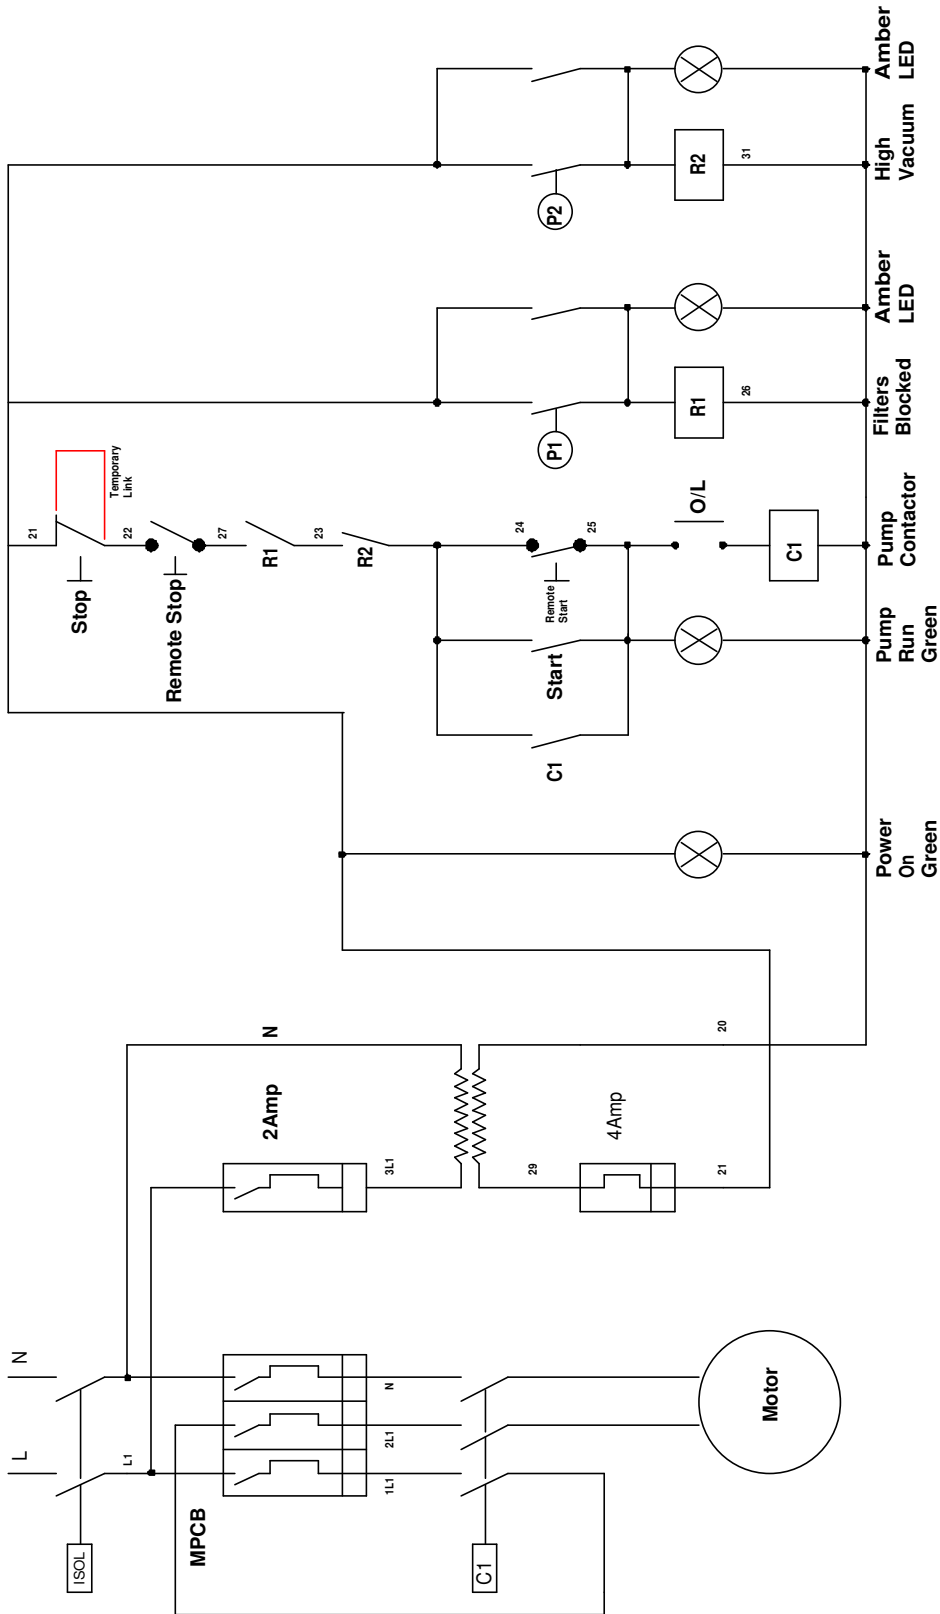 L
N
ISOL
L1
MPCB
1L1
2L1
N
C1
Motor
2Amp
N
3L1
29
20
4Amp
21
Power
On
Green
21
Stop
Temporary
Link
22
Remote Stop
27
R1
23
R2
C1
Start
Remote
Start
24
25
O/L
C1
Pump
Run
Green
Pump
Contactor
P1
R1
26
Filters
Blocked
Amber
LED
P2
R2
31
High
Vacuum
Amber
LED